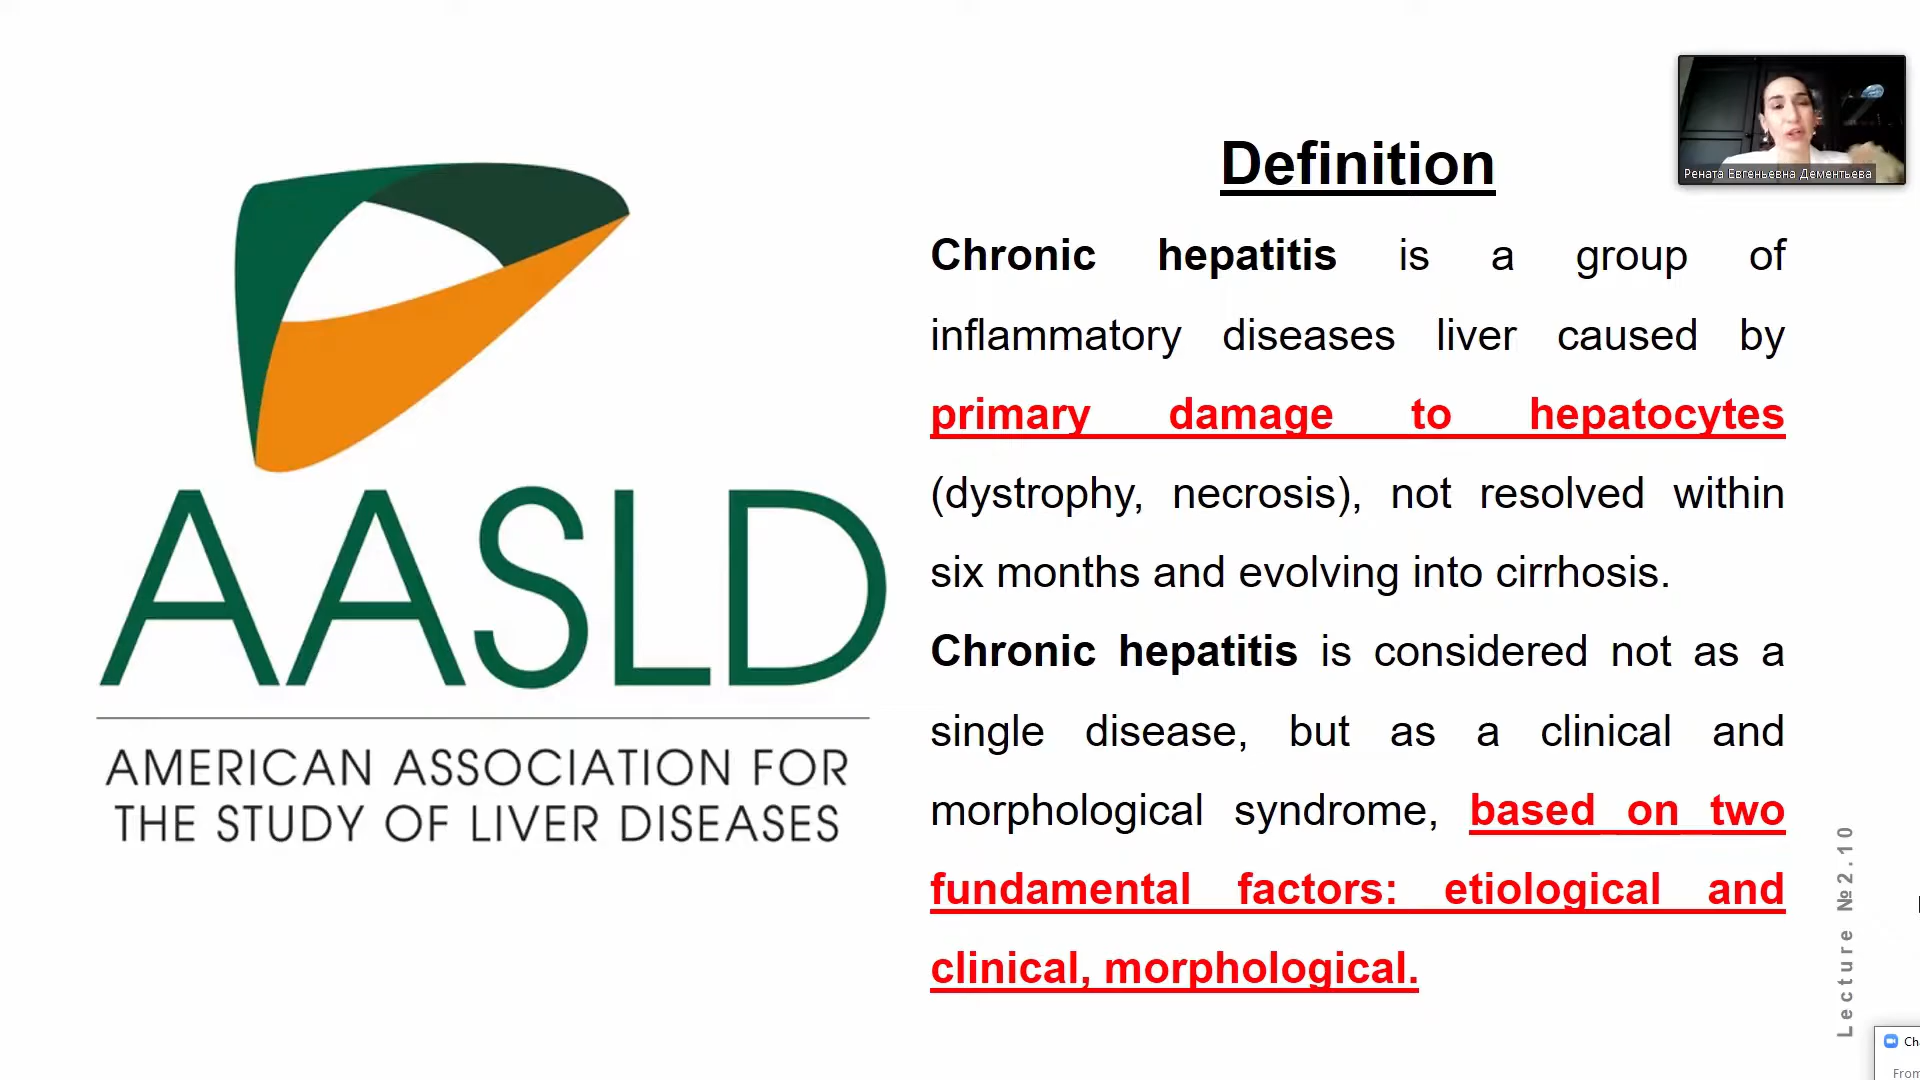 AASLD
AMERICAN ASSOCIATION FOR
THE STUDY OF LIVER DISEASES
Definition
Chronic hepatitis is a group of
inflammatory diseases liver caused by
primary damage to hepatocytes
(dystrophy, necrosis), not resolved within
six months and evolving into cirrhosis.
Chronic hepatitis is considered not as a
single disease, but as a clinical and
morphological syndrome, based on two
fundamental factors: etiological and
clinical, morphological.
Рената Евгеньевна Дементьева
Lecture №2.10
Ch
From